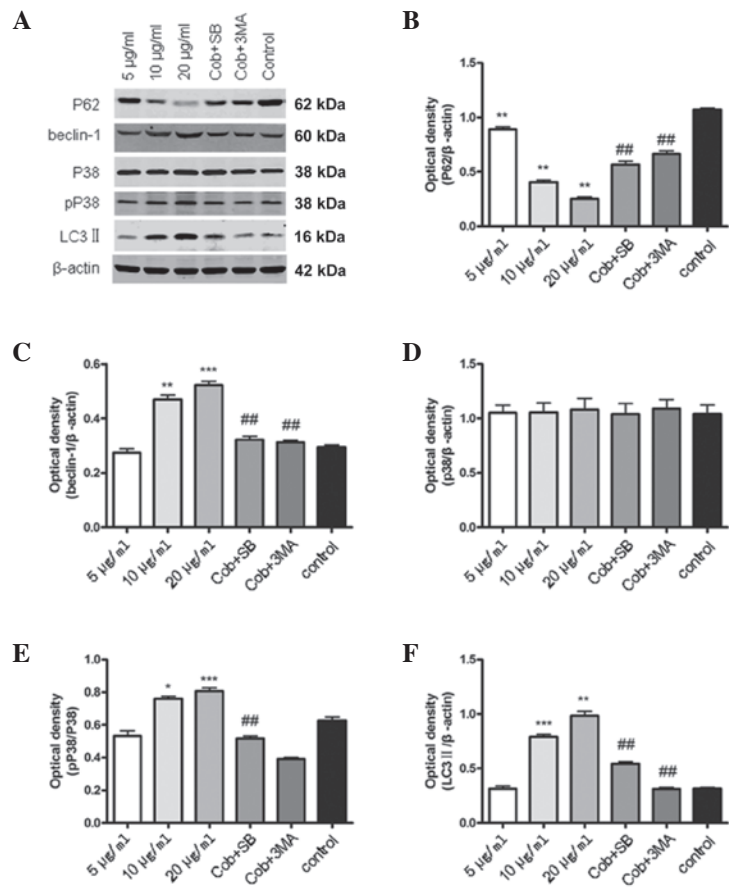 A
5 µg/ml 10 µg/ml 20 µg/ml Cob+SB Cob+3MA Control
P62 62 kDa
beclin-1 60 kDa
P38 38 kDa
pP38 38 kDa
LC3 Ⅱ 16 kDa
β-actin 42 kDa
B
Optical density
(P62/β -actin)
1.5
1.0
0.5
0.0
** ** ** ## ##
5 µg/ml 10 µg/ml 20 µg/ml Cob+SB Cob+3MA control
C
Optical density
(beclin-1/β -actin)
0.6
0.4
0.2
0.0
** *** ## ##
5 µg/ml 10 µg/ml 20 µg/ml Cob+SB Cob+3MA control
D
Optical density
(p38/β -actin)
1.5
1.0
0.5
0.0
5 µg/ml 10 µg/ml 20 µg/ml Cob+SB Cob+3MA control
E
Optical density
(pP38/P38)
1.0
0.8
0.6
0.4
0.2
0.0
* *** ##
5 µg/ml 10 µg/ml 20 µg/ml Cob+SB Cob+3MA control
F
Optical density
(LC3 Ⅱ/β -actin)
1.5
1.0
0.5
0.0
*** ** ## ##
5 µg/ml 10 µg/ml 20 µg/ml Cob+SB Cob+3MA control